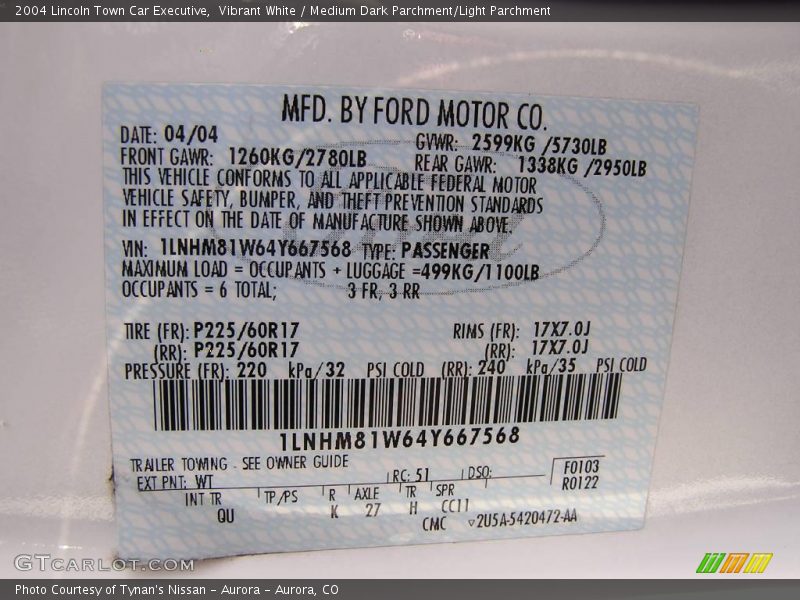 2004 Lincoln Town Car Executive,  Vibrant White / Medium Dark Parchment/Light Parchment
MFD. BY FORD MOTOR CO.
DATE: 04/04 GVWR: 2599KG /5730LB
FRONT GAWR: 1260KG/2780LB REAR GAWR: 1338KG /2950LB
THIS VEHICLE CONFORMS TO ALL APPLICABLE FEDERAL MOTOR
VEHICLE SAFETY, BUMPER, AND THEFT PREVENTION STANDARDS
IN EFFECT ON THE DATE OF MANUFACTURE SHOWN ABOVE.
VIN: 1LNHM81W64Y667568 TYPE: PASSENGER
MAXIMUM LOAD = OCCUPANTS + LUGGAGE =499KG/1100LB
OCCUPANTS = 6 TOTAL; 3 FR, 3 RR
TIRE (FR): P225/60R17 RIMS (FR): 17X7.0J
(RR): P225/60R17 (RR): 17X7.0J
PRESSURE (FR): 220 kPa/32 PSI COLD (RR): 240 kPa/35 PSI COLD
1LNHM81W64Y667568
TRAILER TOWING - SEE OWNER GUIDE
EXT PNT: WT RC: 51 DSO: F0103
R0122
INT TR TP/PS R AXLE TR SPR
QU K 27 H CC11
CMC ▽2U5A-5420472-AA
GTCARLOT.COM
Photo Courtesy of Tynan's Nissan - Aurora - Aurora, CO